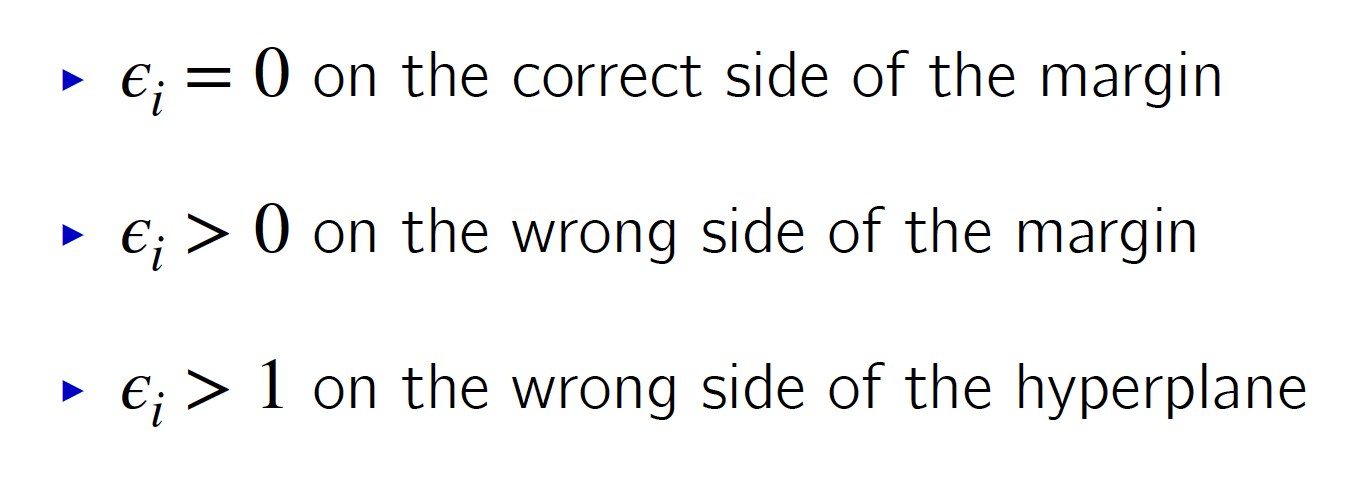 ▸ ϵᵢ = 0 on the correct side of the margin
▸ ϵᵢ > 0 on the wrong side of the margin
▸ ϵᵢ > 1 on the wrong side of the hyperplane